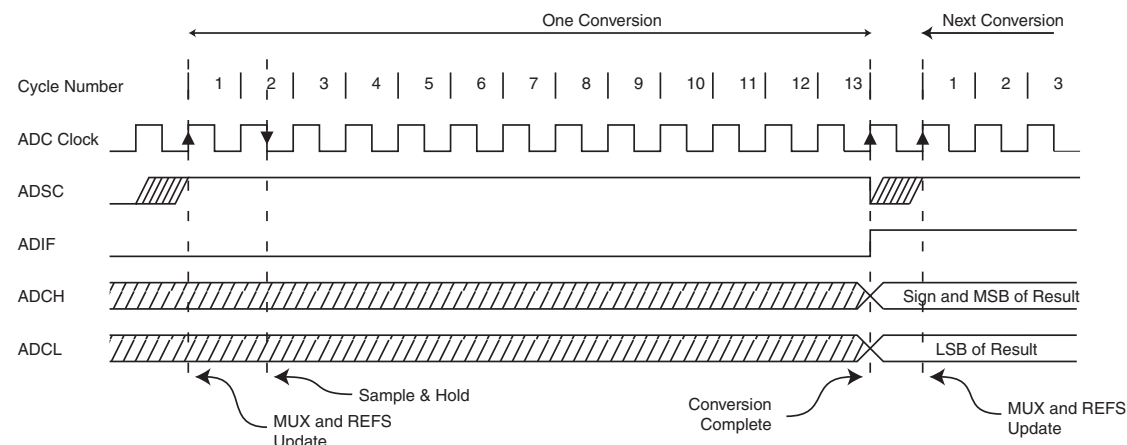 One Conversion
Next Conversion
Cycle Number
1 2 3 4 5 6 7 8 9 10 11 12 13 1 2 3
ADC Clock
ADSC
ADIF
ADCH
Sign and MSB of Result
ADCL
LSB of Result
Sample & Hold
MUX and REFS
Update
Conversion
Complete
MUX and REFS
Update